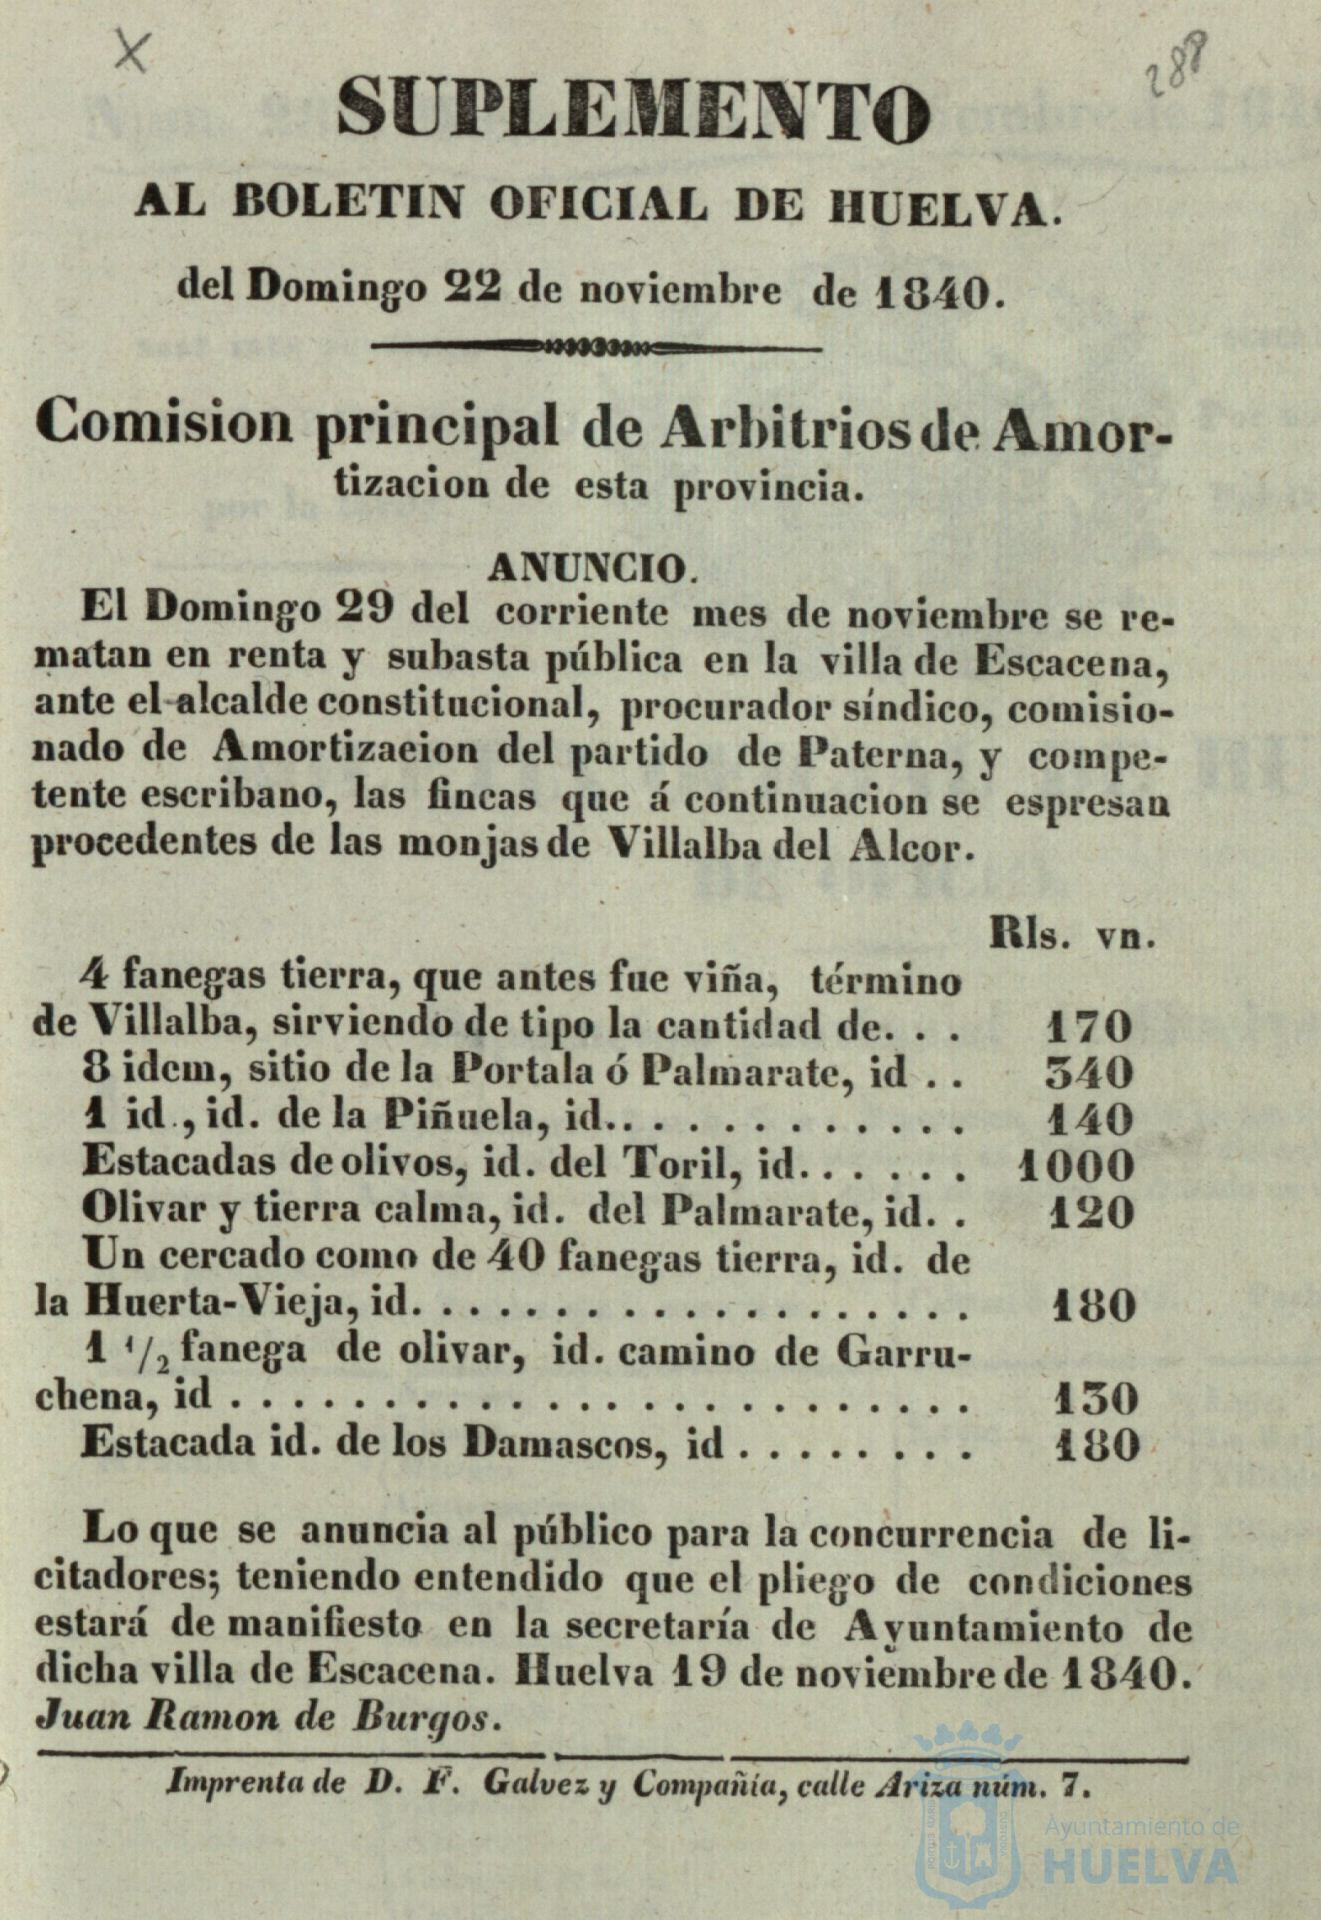 X
288
SUPLEMENTO
AL BOLETIN OFICIAL DE HUELVA.
del Domingo 22 de noviembre de 1840.
Comision principal de Arbitrios de Amor-
tizacion de esta provincia.
ANUNCIO.
El Domingo 29 del corriente mes de noviembre se re-
matan en renta y subasta pública en la villa de Escacena,
ante el alcalde constitucional, procurador síndico, comisio-
nado de Amortizaeion del partido de Paterna, y compe-
tente escribano, las fincas que á continuacion se espresan
procedentes de las monjas de Villalba del Alcor.
Rls. vn.
4 fanegas tierra, que antes fue viña, término
de Villalba, sirviendo de tipo la cantidad de. . . 170
8 idem, sitio de la Portala ó Palmarate, id . . 340
1 id., id. de la Piñuela, id.. . . . . . . . . . . 140
Estacadas de olivos, id. del Toril, id. . . . . . 1000
Olivar y tierra calma, id. del Palmarate, id. . 120
Un cercado como de 40 fanegas tierra, id. de
la Huerta-Vieja, id. . . . . . . . . . . . . . . . . 180
1 1/2 fanega de olivar, id. camino de Garru-
chena, id . . . . . . . . . . . . . . . . . . . . . . 130
Estacada id. de los Damascos, id . . . . . . . . 180
Lo que se anuncia al público para la concurrencia de li-
citadores; teniendo entendido que el pliego de condiciones
estará de manifiesto en la secretaría de Ayuntamiento de
dicha villa de Escacena. Huelva 19 de noviembre de 1840.
Juan Ramon de Burgos.
Imprenta de D. F. Galvez y Compañía, calle Ariza núm. 7.
Ayuntamiento de
HUELVA